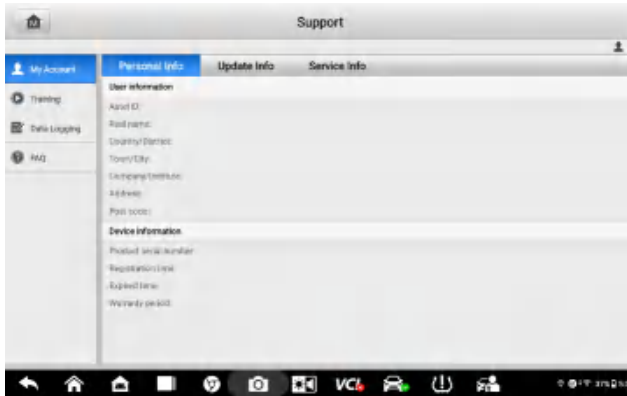 Support
My Account
Personal Info
Update Info
Service Info
Training
Data Logging
FAQ
User information
Autel ID:
Real name:
Country/District:
Town/City:
Company/Institute:
Address:
Post code:
Device information
Product serial number
Registration time
Expired time
Warranty period:
VCI